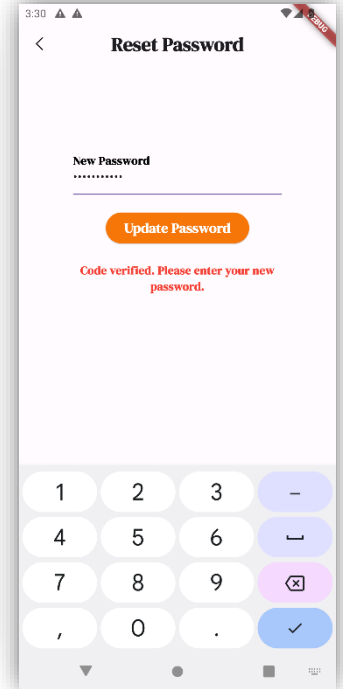 3:30
DEBUG
Reset Password
New Password
•••••••••••
Update Password
Code verified. Please enter your new
password.
1 2 3 –
4 5 6
7 8 9
, 0 .